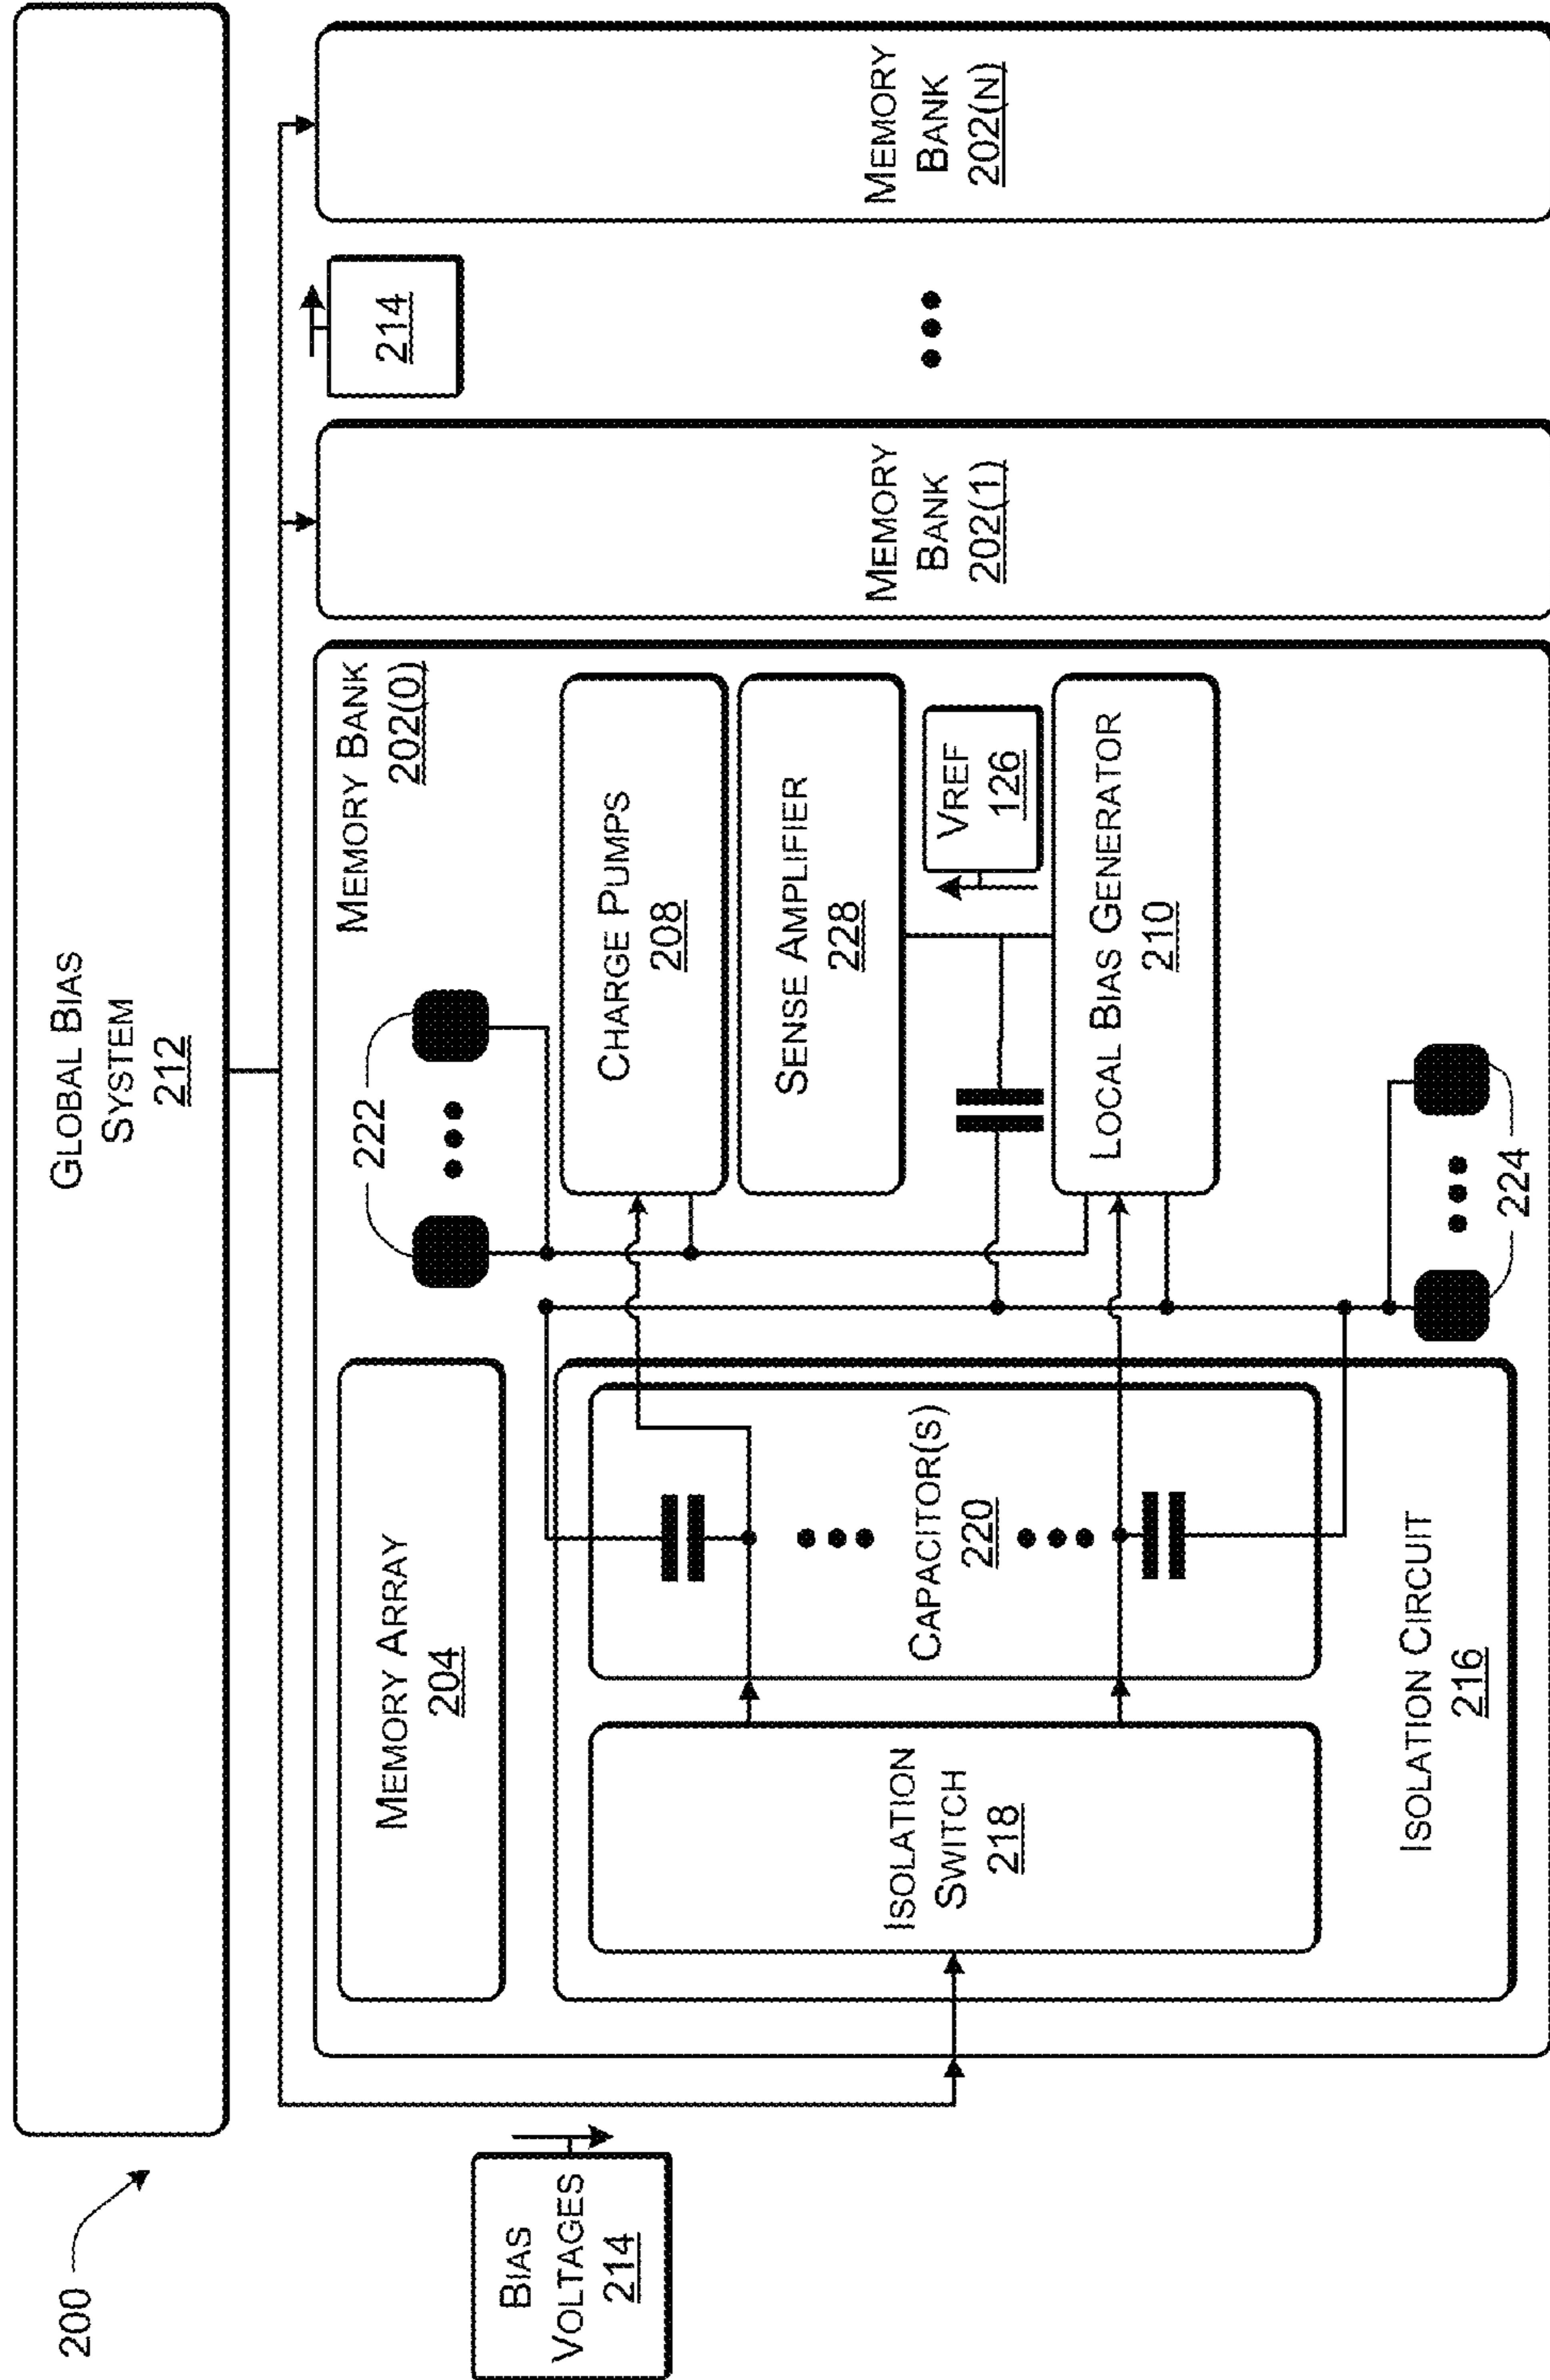 200
GLOBAL BIAS
SYSTEM
212
BIAS
VOLTAGES
214
MEMORY ARRAY
204
222
MEMORY BANK
202(0)
214
CHARGE PUMPS
208
SENSE AMPLIFIER
228
VREF
126
LOCAL BIAS GENERATOR
210
ISOLATION
SWITCH
218
CAPACITOR(S)
220
ISOLATION CIRCUIT
216
224
MEMORY
BANK
202(1)
MEMORY
BANK
202(N)